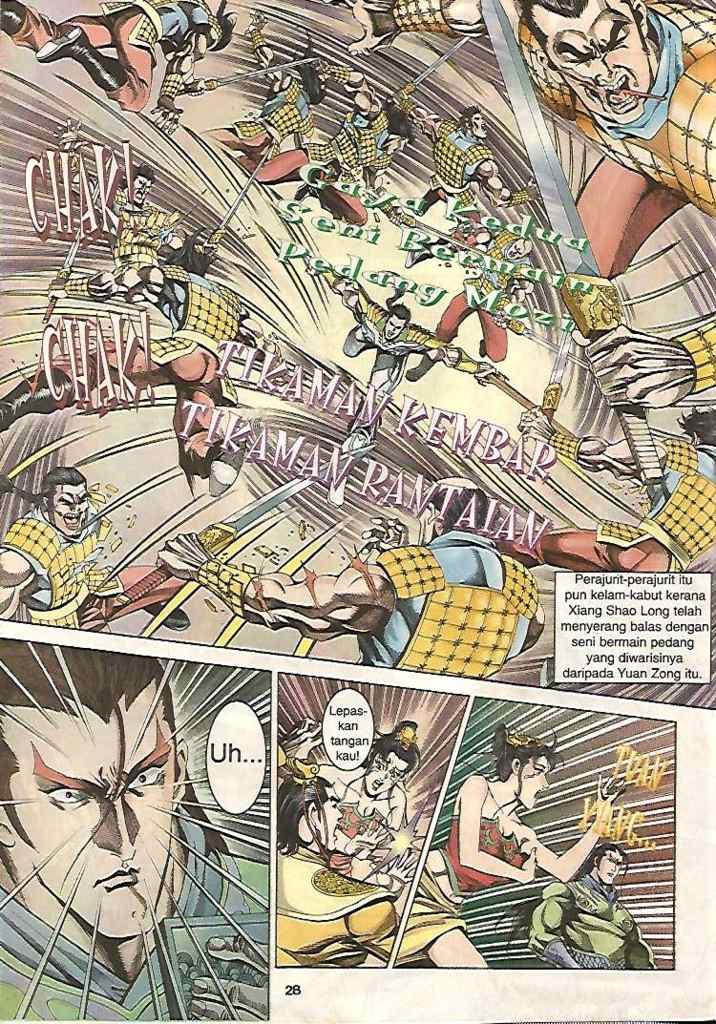 CHAK!
CHAK!
Gaya Kedua
Seni Bermain
Pedang Mozi
TIKAMAN KEMBAR
TIKAMAN RANTAIAN
Perajurit-perajurit itu
pun kelam-kabut kerana
Xiang Shao Long telah
menyerang balas dengan
seni bermain pedang
yang diwarisinya
daripada Yuan Zong itu.
Uh...
Lepas-
kan
tangan
kau!
PANG...
28